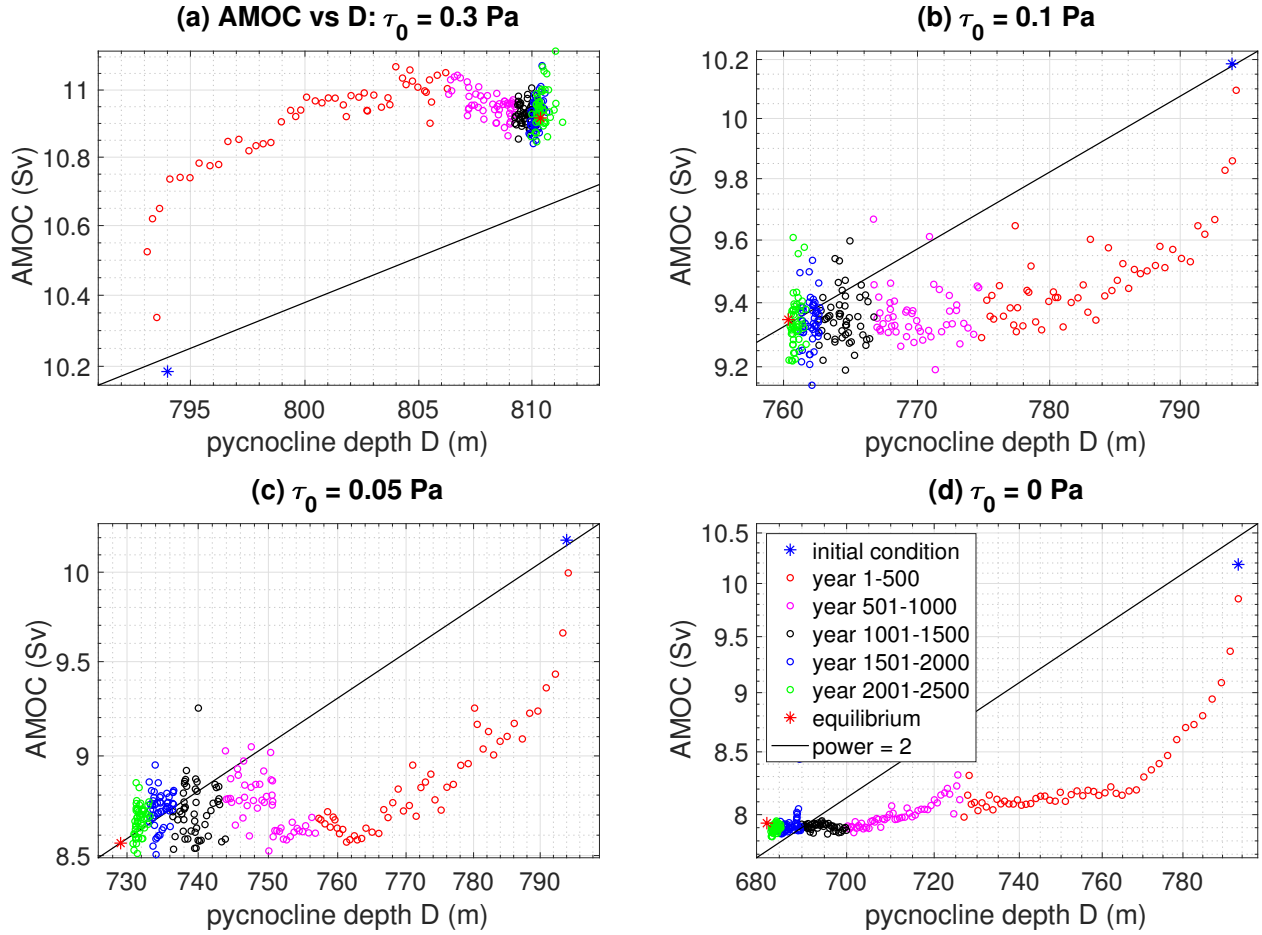 (a) AMOC vs D: τ0 = 0.3 Pa
AMOC (Sv)
11
10.8
10.6
10.4
10.2
795
800
805
810
pycnocline depth D (m)
(b) τ0 = 0.1 Pa
AMOC (Sv)
10.2
10
9.8
9.6
9.4
9.2
760
770
780
790
pycnocline depth D (m)
(c) τ0 = 0.05 Pa
AMOC (Sv)
10
9.5
9
8.5
730
740
750
760
770
780
790
pycnocline depth D (m)
(d) τ0 = 0 Pa
AMOC (Sv)
10.5
10
9.5
9
8.5
8
680
700
720
740
760
780
pycnocline depth D (m)
initial condition
year 1-500
year 501-1000
year 1001-1500
year 1501-2000
year 2001-2500
equilibrium
power = 2